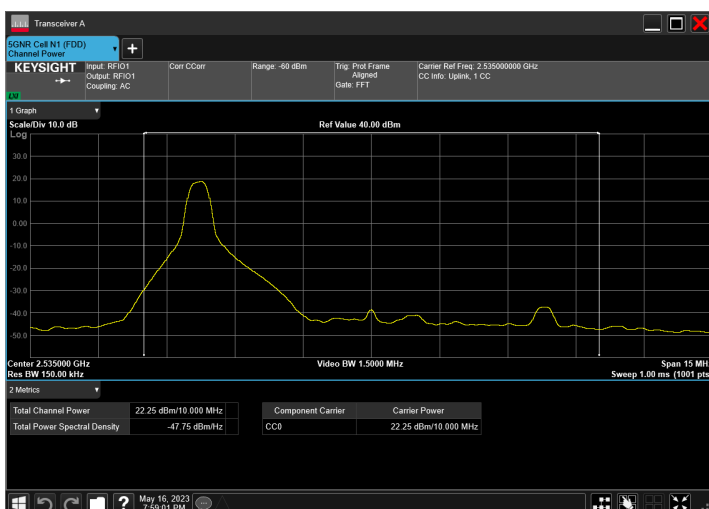 Transceiver A
5GNR Cell N1 (FDD)
Channel Power
KEYSIGHT
LXI
Input: RFIO1
Output: RFIO1
Coupling: AC
Corr CCorr
Range: -60 dBm
Trig: Prot Frame
Aligned
Gate: FFT
Carrier Ref Freq: 2.535000000 GHz
CC Info: Uplink, 1 CC
1 Graph
Scale/Div 10.0 dB
Ref Value 40.00 dBm
Log
30.0
20.0
10.0
0.00
-10.0
-20.0
-30.0
-40.0
-50.0
Center 2.535000 GHz
Video BW 1.5000 MHz
Span 15 MH
Res BW 150.00 kHz
Sweep 1.00 ms (1001 pts
2 Metrics
Total Channel Power 22.25 dBm/10.000 MHz
Total Power Spectral Density -47.75 dBm/Hz
Component Carrier Carrier Power
CC0 22.25 dBm/10.000 MHz
?
May 16, 2023
7:59:01 PM